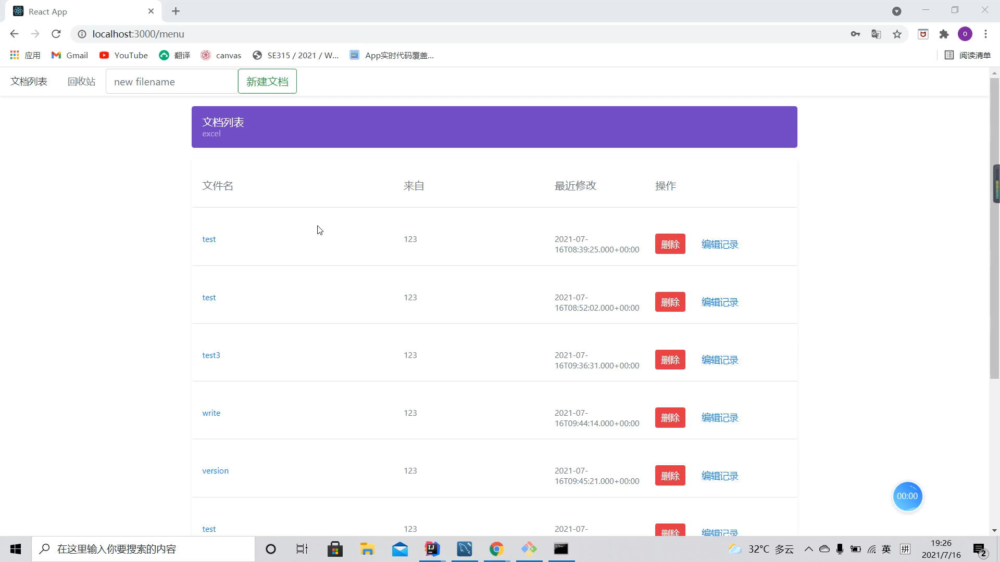 React App
localhost:3000/menu
O
应用
Gmail
YouTube
翻译
canvas
SE315 / 2021 / W...
App实时代码覆盖...
阅读清单
文档列表
回收站
new filename
新建文档
文档列表
excel
文件名
来自
最近修改
操作
test
123
2021-07-
16T08:39:25.000+00:00
删除
编辑记录
test
123
2021-07-
16T08:52:02.000+00:00
删除
编辑记录
test3
123
2021-07-
16T09:36:31.000+00:00
删除
编辑记录
write
123
2021-07-
16T09:44:14.000+00:00
删除
编辑记录
version
123
2021-07-
16T09:45:21.000+00:00
删除
编辑记录
00:00
test
123
2021-07-
删除
编辑记录
在这里输入你要搜索的内容
IJ
32°C 多云
英
拼
19:26
2021/7/16
2